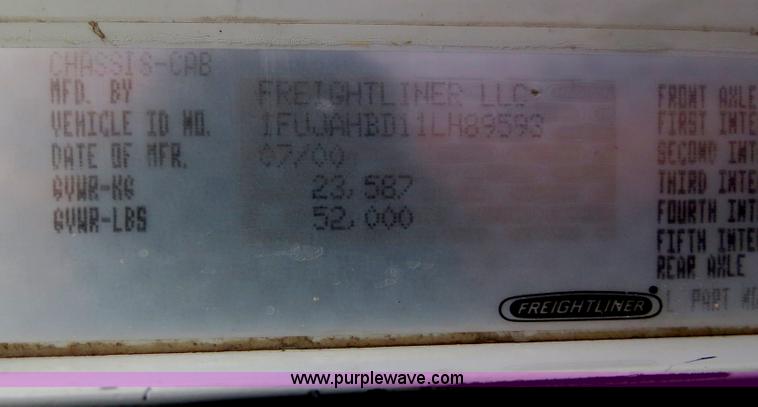 CHASSIS-CAB
MFD. BY FREIGHTLINER LLC
VEHICLE ID NO. 1FUJAHBD11LH89593
DATE OF MFR. 07/00
GVWR-KG 23,587
GVWR-LBS 52,000
FRONT AXLE
FIRST INTE
SECOND INT
THIRD INTE
FOURTH INT
FIFTH INTE
REAR AXLE
L PART
FREIGHTLINER
www.purplewave.com